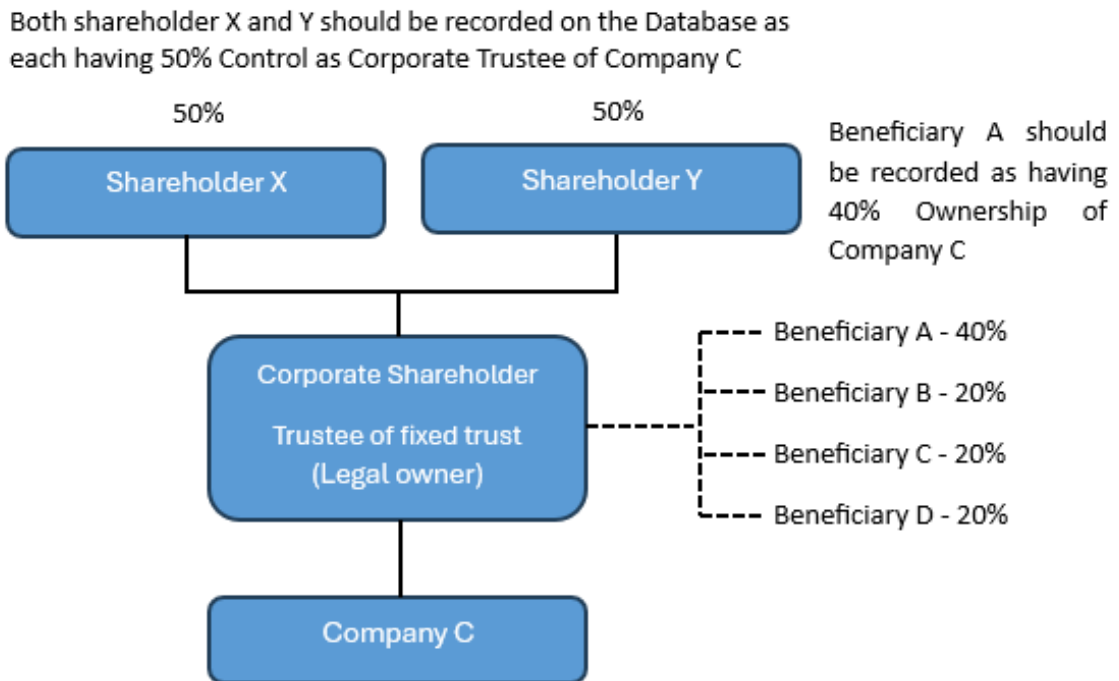 Both shareholder X and Y should be recorded on the Database as
each having 50% Control as Corporate Trustee of Company C
50%
50%
Shareholder X
Shareholder Y
Beneficiary A should
be recorded as having
40% Ownership of
Company C
Corporate Shareholder
Trustee of fixed trust
(Legal owner)
Beneficiary A - 40%
Beneficiary B - 20%
Beneficiary C - 20%
Beneficiary D - 20%
Company C